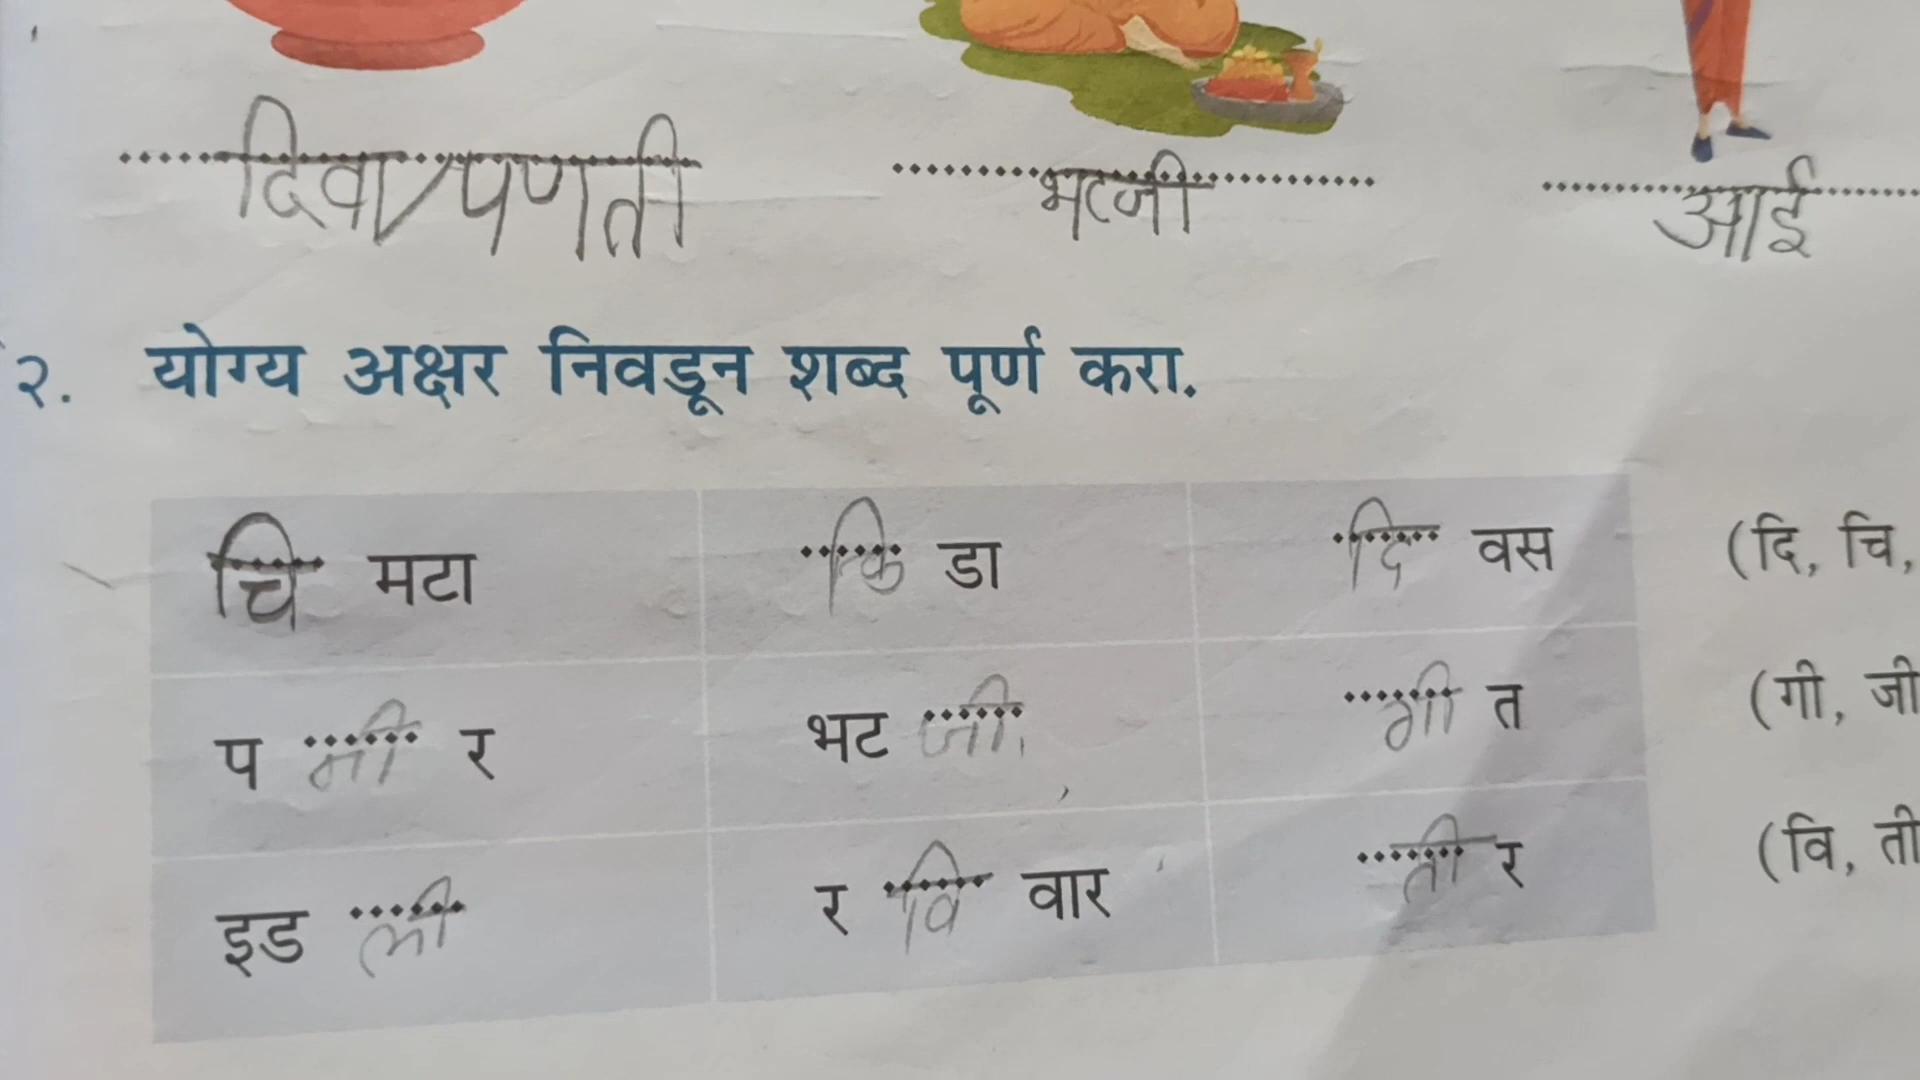 दिवा/पणती भटजी आई
२. योग्य अक्षर निवडून शब्द पूर्ण करा.
चि मटा कि डा दि वस (दि, चि,
प नी र भट जी गी त (गी, जी
इड ली र वि वार ती र (वि, ती